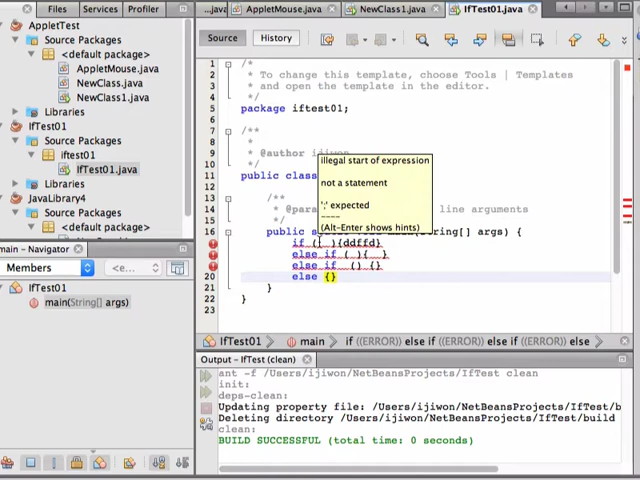 Files Services Profiler
AppletTest
Source Packages
<default package>
AppletMouse.java
NewClass.java
NewClass1.java
Libraries
IfTest01
Source Packages
iftest01
IfTest01.java
Libraries
JavaLibrary4
Source Packages
<default package>
main - Navigator
Members <e...
IfTest01
main(String[] args)
...java AppletMouse.java NewClass1.java IfTest01.java
Source History
1 /*
2 * To change this template, choose Tools | Templates
3 * and open the template in the editor.
4 */
5 package iftest01;
6
7 /**
8 *
9 * @author ijiwon
10 */
11 public class
12
13 /**
14 * @para line arguments
15 */
16 public s String[] args) {
17 if ( ){ddffd}
18 else if ( ){ }
19 else if () {}
20 else {}
21 }
22 }
23
illegal start of expression
not a statement
';' expected
----
(Alt-Enter shows hints)
IfTest01 main if ((ERROR)) else if ((ERROR)) else if ((ERROR)) else
Output - IfTest (clean)
ant -f /Users/ijiwon/NetBeansProjects/IfTest clean
init:
deps-clean:
Updating property file: /Users/ijiwon/NetBeansProjects/IfTest/b
Deleting directory /Users/ijiwon/NetBeansProjects/IfTest/build
clean:
BUILD SUCCESSFUL (total time: 0 seconds)